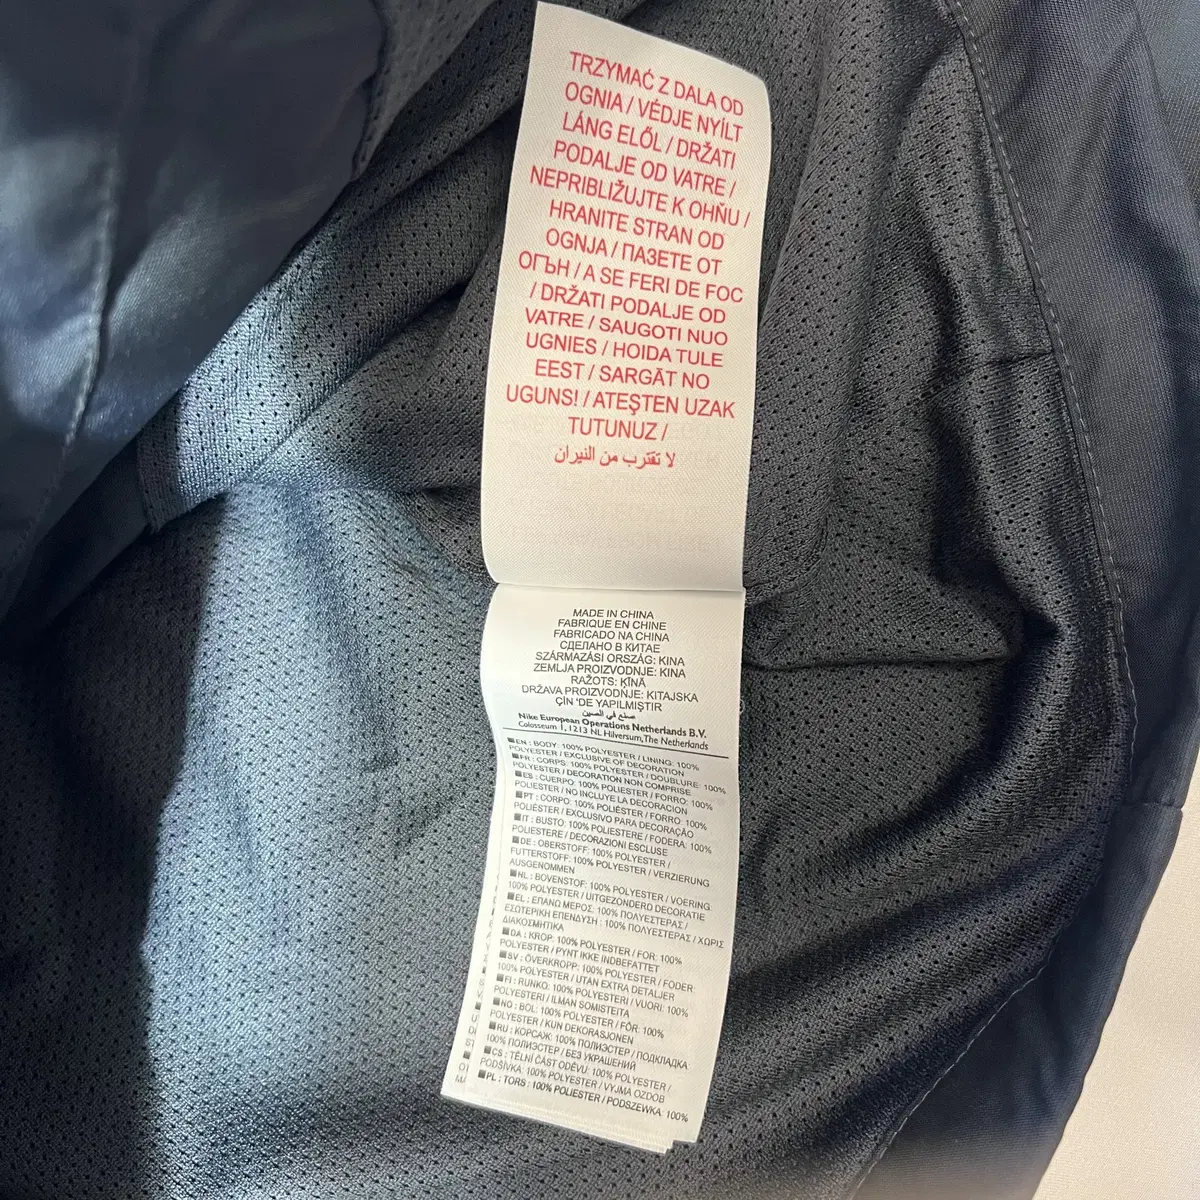 TRZYMAĆ Z DALA OD
OGNIA / VÉDJE NYÍLT
LÁNG ELŐL / DRŽATI
PODALJE OD VATRE /
NEPRIBLIŽUJTE K OHŇU /
HRANITE STRAN OD
OGNJA / ПАЗЕТЕ ОТ
ОГЪН / A SE FERI DE FOC
/ DRŽATI PODALJE OD
VATRE / SAUGOTI NUO
UGNIES / HOIDA TULE
EEST / SARGĀT NO
UGUNS! / ATEŞTEN UZAK
TUTUNUZ /
لا تقترب من النيران
MADE IN CHINA
FABRIQUE EN CHINE
FABRICADO NA CHINA
СДЕЛАНО В КИТАЕ
SZÁRMAZÁSI ORSZÁG: KINA
ZEMLJA PROIZVODNJE: KINA
RAŽOTS: ĶĪNĀ
DRŽAVA PROIZVODNJE: KITAJSKA
ÇİN 'DE YAPILMIŞTIR
صنع في الصين
Nike European Operations Netherlands B.V.
Colosseum 1, 1213 NL Hilversum, The Netherlands
EN : BODY: 100% POLYESTER / LINING: 100%
POLYESTER / EXCLUSIVE OF DECORATION
FR : CORPS: 100% POLYESTER / DOUBLURE: 100%
POLYESTER / DECORATION NON COMPRISE
ES : CUERPO: 100% POLIÉSTER / FORRO: 100%
POLIESTER / NO INCLUYE LA DECORACION
PT : CORPO: 100% POLIÉSTER / FORRO: 100%
POLIÉSTER / EXCLUSIVO PARA DECORAÇÃO
IT : BUSTO: 100% POLIESTERE / FODERA: 100%
POLIESTERE / DECORAZIONI ESCLUSE
DE : OBERSTOFF: 100% POLYESTER /
FUTTERSTOFF: 100% POLYESTER / VERZIERUNG
AUSGENOMMEN
NL : BOVENSTOF: 100% POLYESTER / VOERING:
100% POLYESTER / UITGEZONDERD DECORATIE
EL : ΕΠΑΝΩ ΜΕΡΟΣ: 100% ΠΟΛΥΕΣΤΕΡΑΣ /
ΕΣΩΤΕΡΙΚΗ ΕΠΕΝΔΥΣΗ : 100% ΠΟΛΥΕΣΤΕΡΑΣ / ΧΩΡΙΣ
ΔΙΑΚΟΣΜΗΤΙΚΑ
DA : KROP: 100% POLYESTER / FOR: 100%
POLYESTER / PYNT IKKE INDBEFATTET
SV : ÖVERKROPP: 100% POLYESTER / FODER:
100% POLYESTER / UTAN EXTRA DETALJER
FI : RUNKO: 100% POLYESTERI / VUORI: 100%
POLYESTERI / ILMAN SOMISTEITA
NO : BOL: 100% POLYESTER / FÔR: 100%
POLYESTER / KUN DEKORASJONEN
RU : КОРСАЖ: 100% ПОЛИЭСТЕР / ПОДКЛАДКА:
100% ПОЛИЭСТЕР / БЕЗ УКРАШЕНИЙ
CS : TĚLNÍ ČÁST ODĚVU: 100% POLYESTER /
PODŠÍVKA: 100% POLYESTER / VYJMA OZDOB
PL : TORS : 100% POLIESTER / PODSZEWKA: 100%